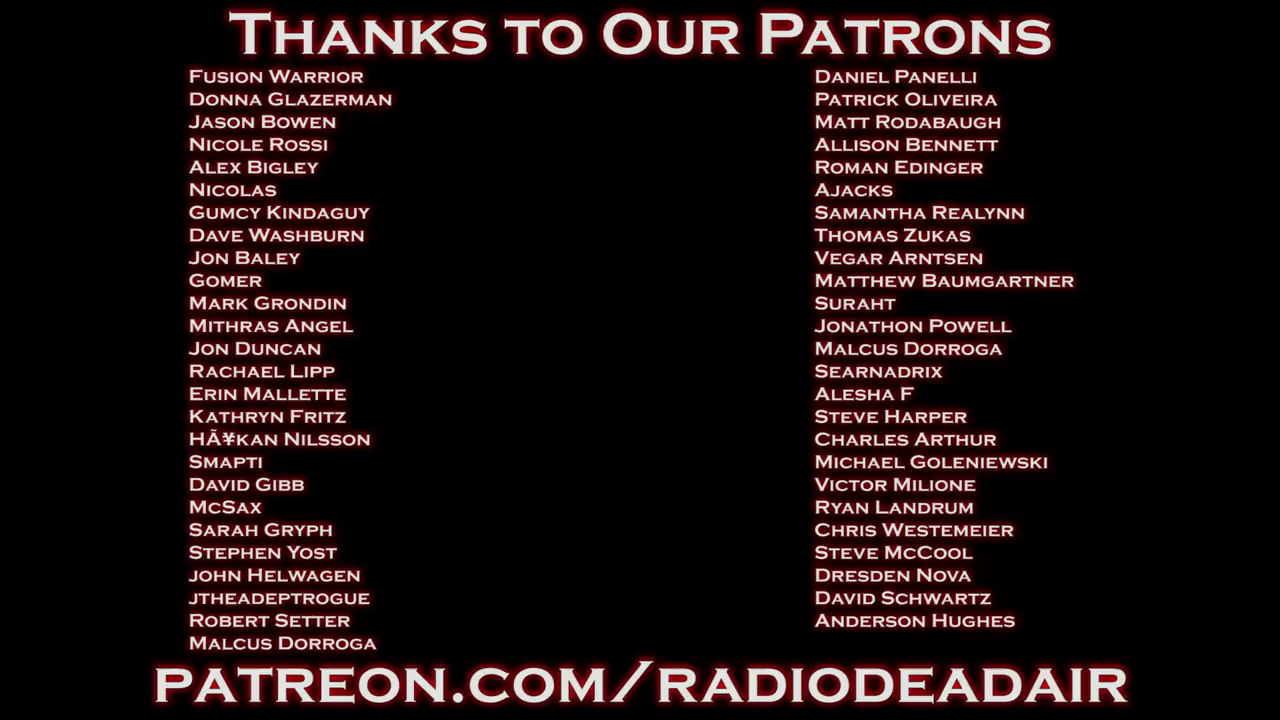 Thanks to Our Patrons
Fusion Warrior
Donna Glazerman
Jason Bowen
Nicole Rossi
Alex Bigley
Nicolas
Gumcy Kindaguy
Dave Washburn
Jon Baley
Gomer
Mark Grondin
Mithras Angel
Jon Duncan
Rachael Lipp
Erin Mallette
Kathryn Fritz
HÃ¥kan Nilsson
Smapti
David Gibb
McSax
Sarah Gryph
Stephen Yost
john Helwagen
jtheadeptrogue
Robert Setter
Malcus Dorroga
Daniel Panelli
Patrick Oliveira
Matt Rodabaugh
Allison Bennett
Roman Edinger
Ajacks
Samantha Realynn
Thomas Zukas
Vegar Arntsen
Matthew Baumgartner
Suraht
Jonathon Powell
Malcus Dorroga
Searnadrix
Alesha F
Steve Harper
Charles Arthur
Michael Goleniewski
Victor Milione
Ryan Landrum
Chris Westemeier
Steve McCool
Dresden Nova
David Schwartz
Anderson Hughes
patreon.com/radiodeadair